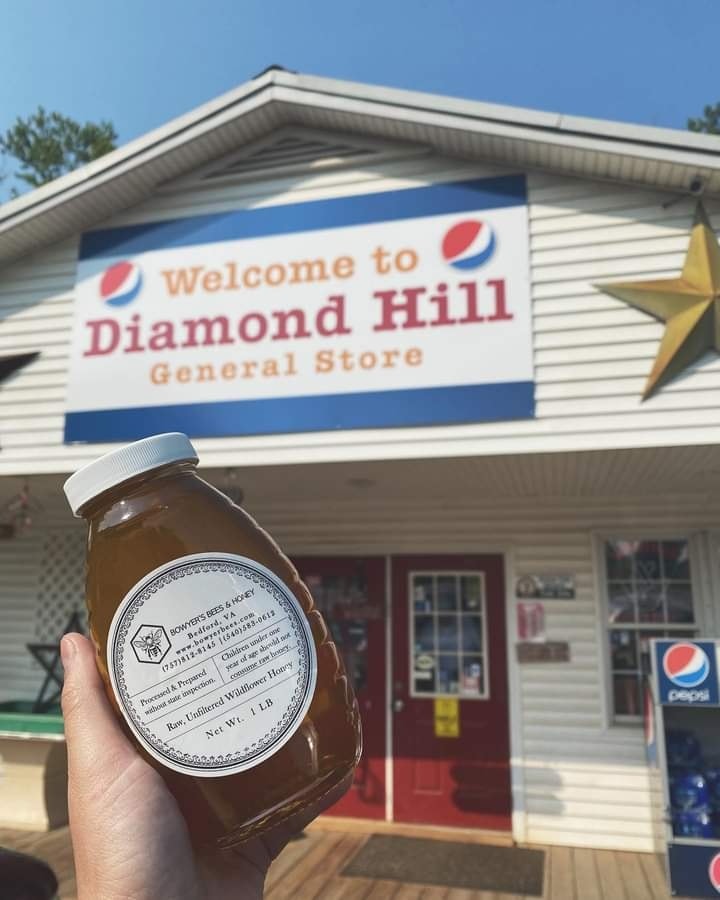 Welcome to
Diamond Hill
General Store
BOWYER'S BEES & HONEY
Bedford, VA
www.bowyerbees.com
(757)812-8145 | (540)583-0612
Processed & Prepared
without state inspection.
Children under one
year of age should not
consume raw honey.
Raw, Unfiltered Wildflower Honey
Net Wt. 1 LB
pepsi